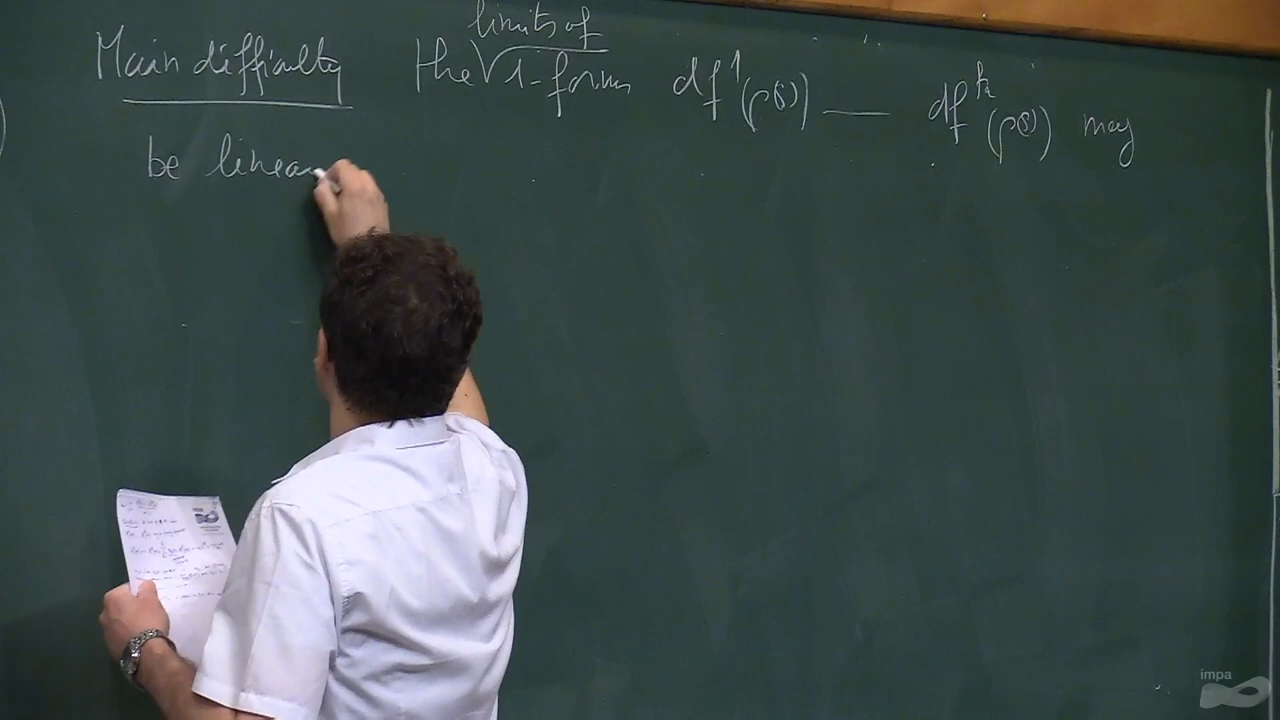 limits of
Main difficulty the √ 1-forms df¹(p(s)) — df^k(p(s)) may
be linear
impa